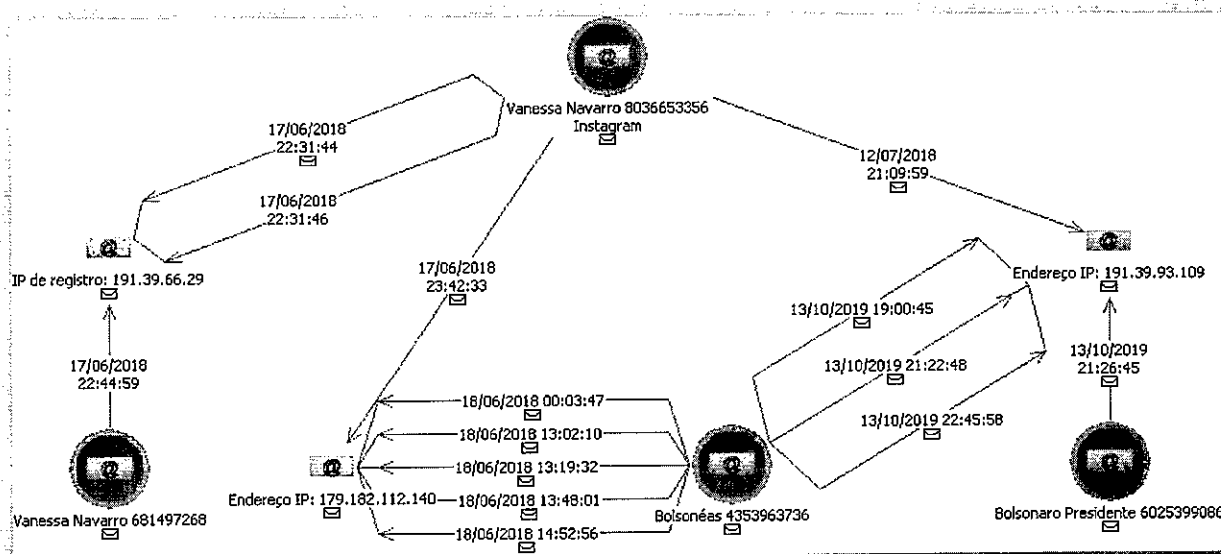 Vanessa Navarro 8036653356
Instagram
17/06/2018
22:31:44
12/07/2018
21:09:59
17/06/2018
22:31:46
IP de registro: 191.39.66.29
17/06/2018
23:42:33
Endereço IP: 191.39.93.109
13/10/2019 19:00:45
17/06/2018
22:44:59
13/10/2019 21:22:48
13/10/2019
21:26:45
18/06/2018 00:03:47
13/10/2019 22:45:58
18/06/2018 13:02:10
18/06/2018 13:19:32
Endereço IP: 179.182.112.140
18/06/2018 13:48:01
18/06/2018 14:52:56
Vanessa Navarro 681497268
Bolsonéas 4353963736
Bolsonaro Presidente 6025399086